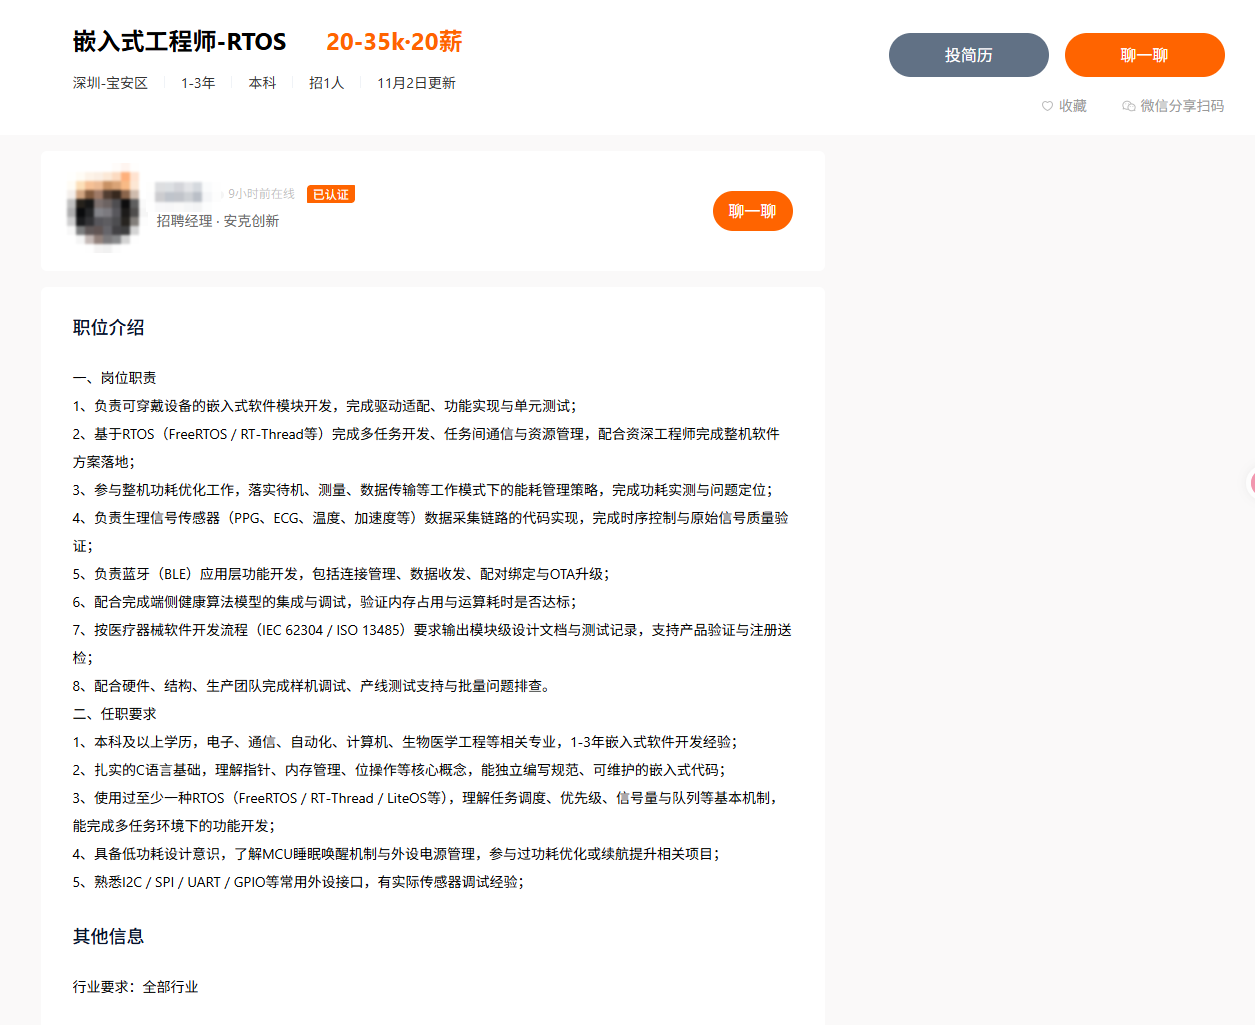 嵌入式工程师-RTOS 20-35k·20薪
深圳-宝安区 1-3年 本科 招1人 11月2日更新
投简历 聊一聊
收藏 微信分享扫码
9小时前在线 已认证
招聘经理 · 安克创新
聊一聊
职位介绍
一、岗位职责
1、负责可穿戴设备的嵌入式软件模块开发，完成驱动适配、功能实现与单元测试；
2、基于RTOS（FreeRTOS / RT-Thread等）完成多任务开发、任务间通信与资源管理，配合资深工程师完成整机软件
方案落地；
3、参与整机功耗优化工作，落实待机、测量、数据传输等工作模式下的能耗管理策略，完成功耗实测与问题定位；
4、负责生理信号传感器（PPG、ECG、温度、加速度等）数据采集链路的代码实现，完成时序控制与原始信号质量验
证；
5、负责蓝牙（BLE）应用层功能开发，包括连接管理、数据收发、配对绑定与OTA升级；
6、配合完成端侧健康算法模型的集成与调试，验证内存占用与运算耗时是否达标；
7、按医疗器械软件开发流程（IEC 62304 / ISO 13485）要求输出模块级设计文档与测试记录，支持产品验证与注册送
检；
8、配合硬件、结构、生产团队完成样机调试、产线测试支持与批量问题排查。
二、任职要求
1、本科及以上学历，电子、通信、自动化、计算机、生物医学工程等相关专业，1-3年嵌入式软件开发经验；
2、扎实的C语言基础，理解指针、内存管理、位操作等核心概念，能独立编写规范、可维护的嵌入式代码；
3、使用过至少一种RTOS（FreeRTOS / RT-Thread / LiteOS等），理解任务调度、优先级、信号量与队列等基本机制，
能完成多任务环境下的功能开发；
4、具备低功耗设计意识，了解MCU睡眠唤醒机制与外设电源管理，参与过功耗优化或续航提升相关项目；
5、熟悉I2C / SPI / UART / GPIO等常用外设接口，有实际传感器调试经验；
其他信息
行业要求：全部行业